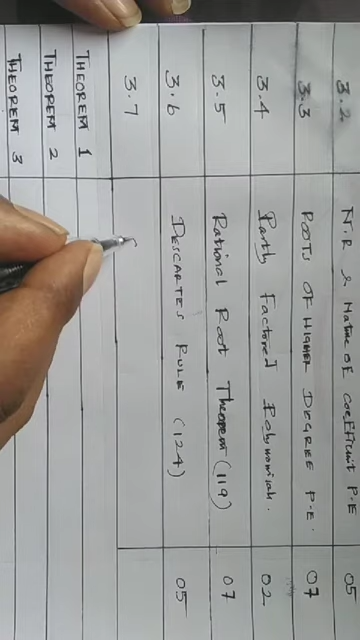 3.2 N.R & Nature OF Coefficient P.E 05
3.3 ROOTS OF HIGHER DEGREE P.E. 07
3.4 Partly Factored Polynomials. 02
3.5 Rational Root Theorem (119) 07
3.6 DESCARTES RULE (124) 05
3.7
THEOREM 1
THEOREM 2
THEOREM 3